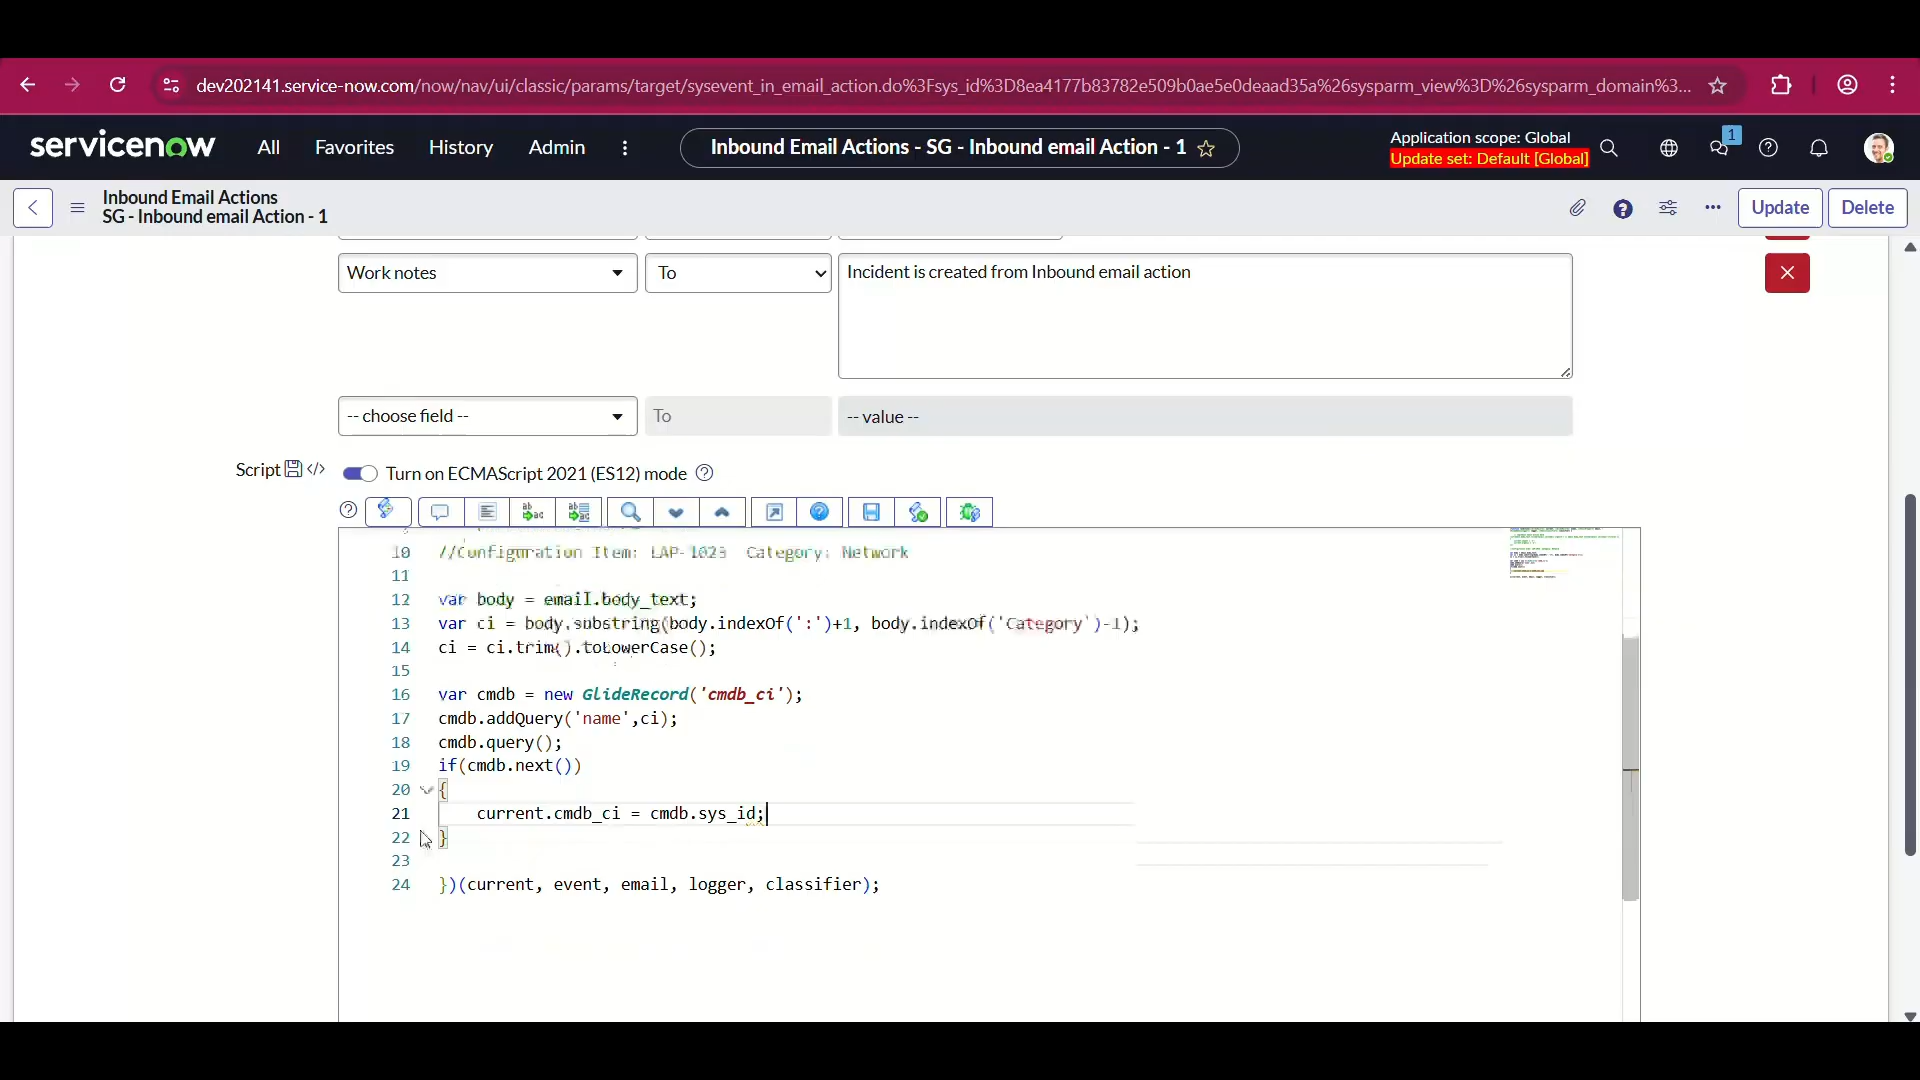 dev202141.service-now.com/now/nav/ui/classic/params/target/sysevent_in_email_action.do%3Fsys_id%3D8ea4177b83782e509b0ae5e0deaad35a%26sysparm_view%3D%26sysparm_domain%3...
servicenow All Favorites History Admin Inbound Email Actions - SG - Inbound email Action - 1 Application scope: Global 1
Update set: Default [Global]
Inbound Email Actions
SG - Inbound email Action - 1
Update Delete
Work notes To Incident is created from Inbound email action
-- choose field -- To -- value --
Script </> Turn on ECMAScript 2021 (ES12) mode
10 //Configuration Item: LAP-1023 Category: Network
11
12 var body = email.body_text;
13 var ci = body.substring(body.indexOf(':')+1, body.indexOf('Category')-1);
14 ci = ci.trim().toLowerCase();
15
16 var cmdb = new GlideRecord('cmdb_ci');
17 cmdb.addQuery('name',ci);
18 cmdb.query();
19 if(cmdb.next())
20 {
21 current.cmdb_ci = cmdb.sys_id;
22 }
23
24 })(current, event, email, logger, classifier);